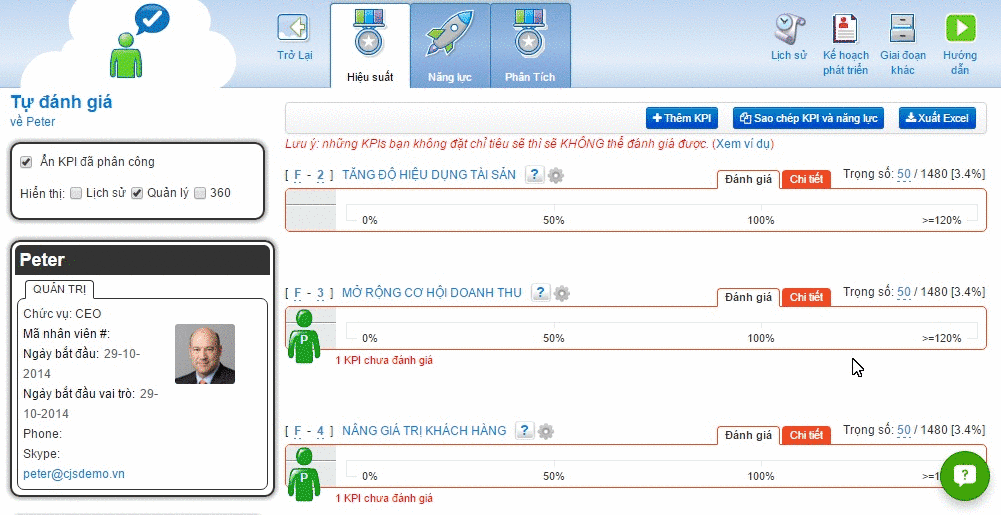 Trở Lại
Hiệu suất
Năng lực
Phân Tích
Lịch sử
Kế hoạch
phát triển
Giai đoạn
khác
Hướng
dẫn
Tự đánh giá
về Peter
Ẩn KPI đã phân công
Hiển thị: Lịch sử Quản lý 360
Peter
QUẢN TRỊ
Chức vụ: CEO
Mã nhân viên #:
Ngày bắt đầu: 29-10-
2014
Ngày bắt đầu vai trò: 29-
10-2014
Phone:
Skype:
peter@cjsdemo.vn
Thêm KPI
Sao chép KPI và năng lực
Xuất Excel
Lưu ý: những KPIs bạn không đặt chỉ tiêu sẽ thì sẽ KHÔNG thể đánh giá được. (Xem ví dụ)
[ F - 2 ] TĂNG ĐỘ HIỆU DỤNG TÀI SẢN ? Đánh giá Chi tiết Trọng số: 50 / 1480 [3.4%]
0% 50% 100% >=120%
[ F - 3 ] MỞ RỘNG CƠ HỘI DOANH THU ? Đánh giá Chi tiết Trọng số: 50 / 1480 [3.4%]
P 0% 50% 100% >=120%
1 KPI chưa đánh giá
[ F - 4 ] NÂNG GIÁ TRỊ KHÁCH HÀNG ? Đánh giá Chi tiết Trọng số: 50 / 1480 [3.4%]
P 0% 50% 100% ?
1 KPI chưa đánh giá